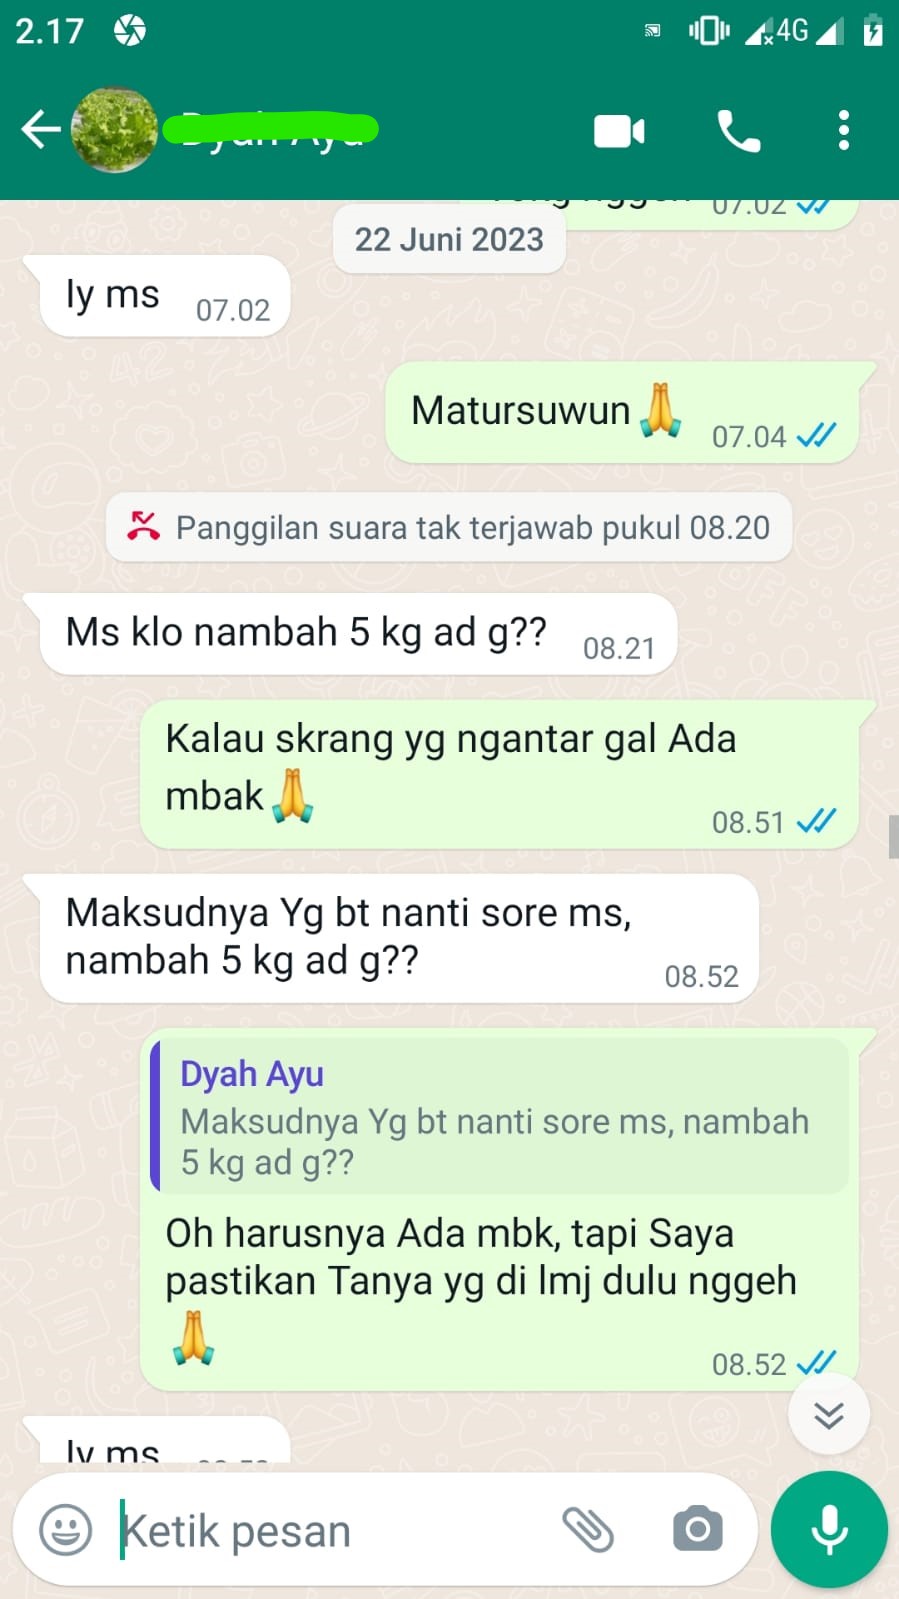 2.17
4G
07.02
22 Juni 2023
Iy ms 07.02
Matursuwun🙏 07.04
Panggilan suara tak terjawab pukul 08.20
Ms klo nambah 5 kg ad g?? 08.21
Kalau skrang yg ngantar gal Ada
mbak🙏 08.51
Maksudnya Yg bt nanti sore ms,
nambah 5 kg ad g?? 08.52
Dyah Ayu
Maksudnya Yg bt nanti sore ms, nambah
5 kg ad g??
Oh harusnya Ada mbk, tapi Saya
pastikan Tanya yg di lmj dulu nggeh
🙏 08.52
Iy ms
Ketik pesan